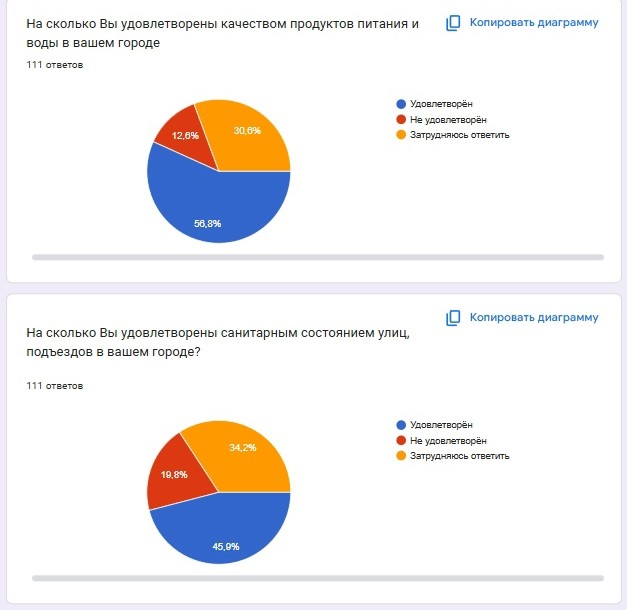 На сколько Вы удовлетворены качеством продуктов питания и
воды в вашем городе
Копировать диаграмму
111 ответов
Удовлетворён
Не удовлетворён
Затрудняюсь ответить
30,6%
12,6%
56,8%
На сколько Вы удовлетворены санитарным состоянием улиц,
подъездов в вашем городе?
Копировать диаграмму
111 ответов
Удовлетворён
Не удовлетворён
Затрудняюсь ответить
34,2%
19,8%
45,9%